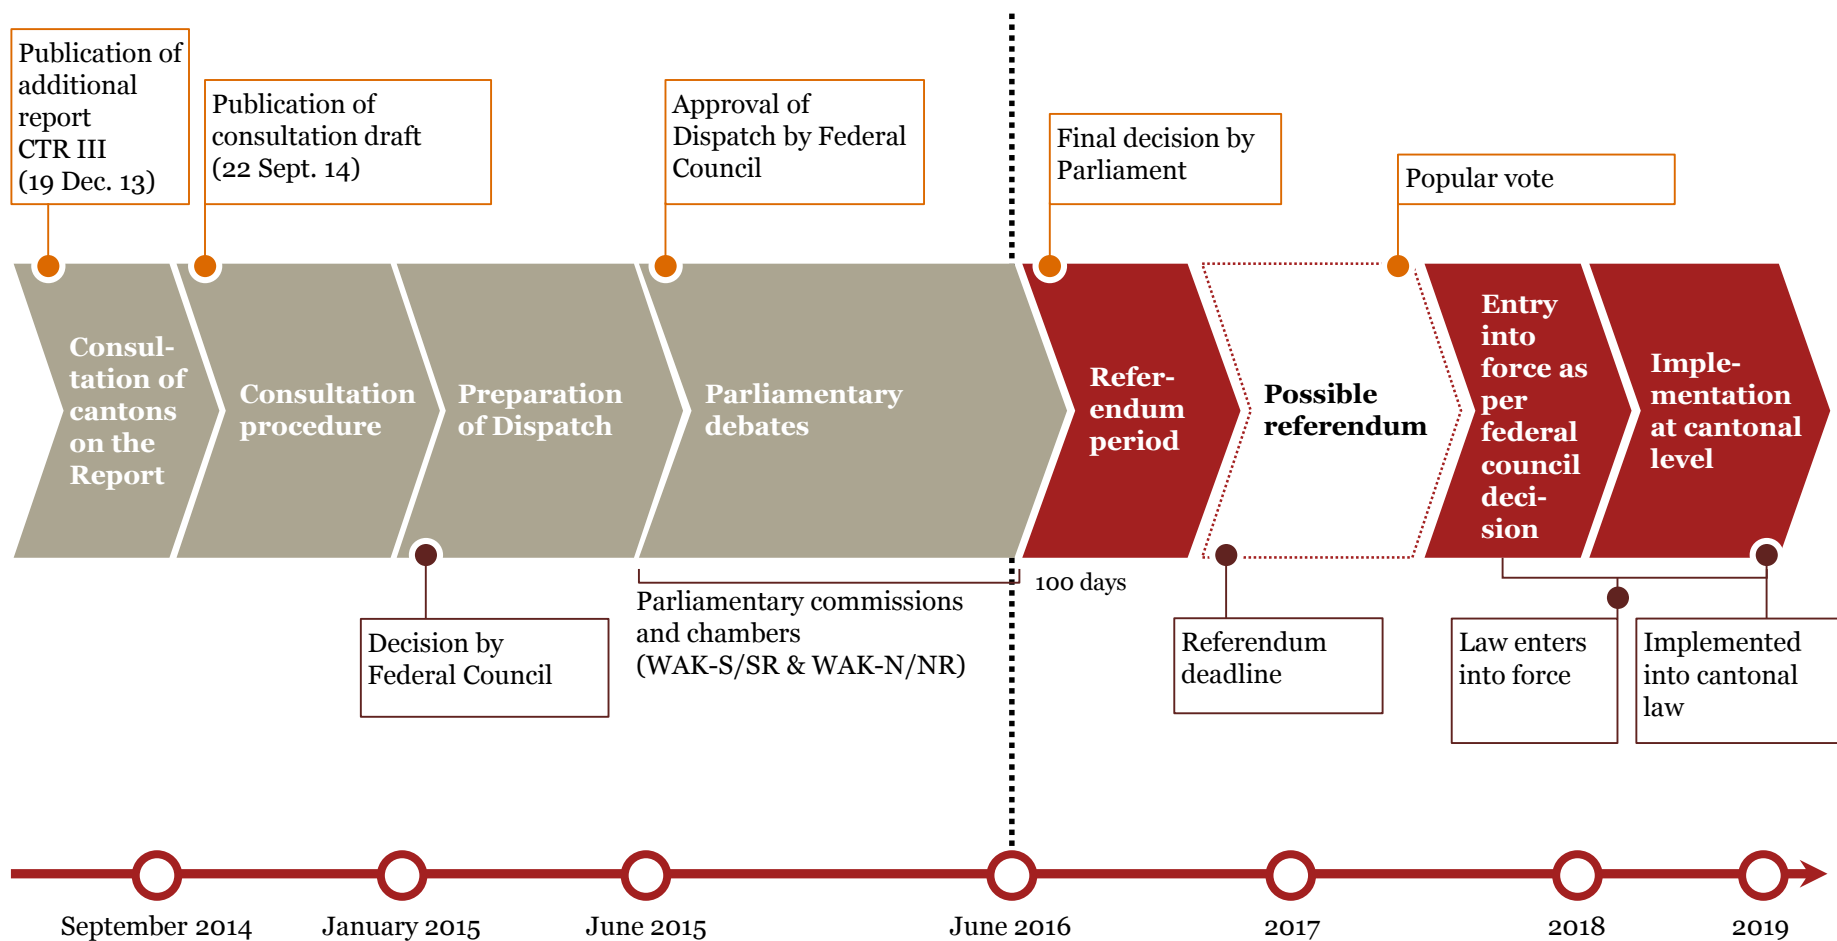 Publication of
additional
report
CTR III
(19 Dec. 13)
Publication of
consultation draft
(22 Sept. 14)
Approval of
Dispatch by Federal
Council
Final decision by
Parliament
Popular vote
Consul-
tation of
cantons
on the
Report
Consultation
procedure
Preparation
of Dispatch
Parliamentary
debates
Refer-
endum
period
Possible
referendum
Entry
into
force as
per
federal
council
deci-
sion
Imple-
mentation
at cantonal
level
Decision by
Federal Council
Parliamentary commissions
and chambers
(WAK-S/SR & WAK-N/NR)
100 days
Referendum
deadline
Law enters
into force
Implemented
into cantonal
law
September 2014
January 2015
June 2015
June 2016
2017
2018
2019